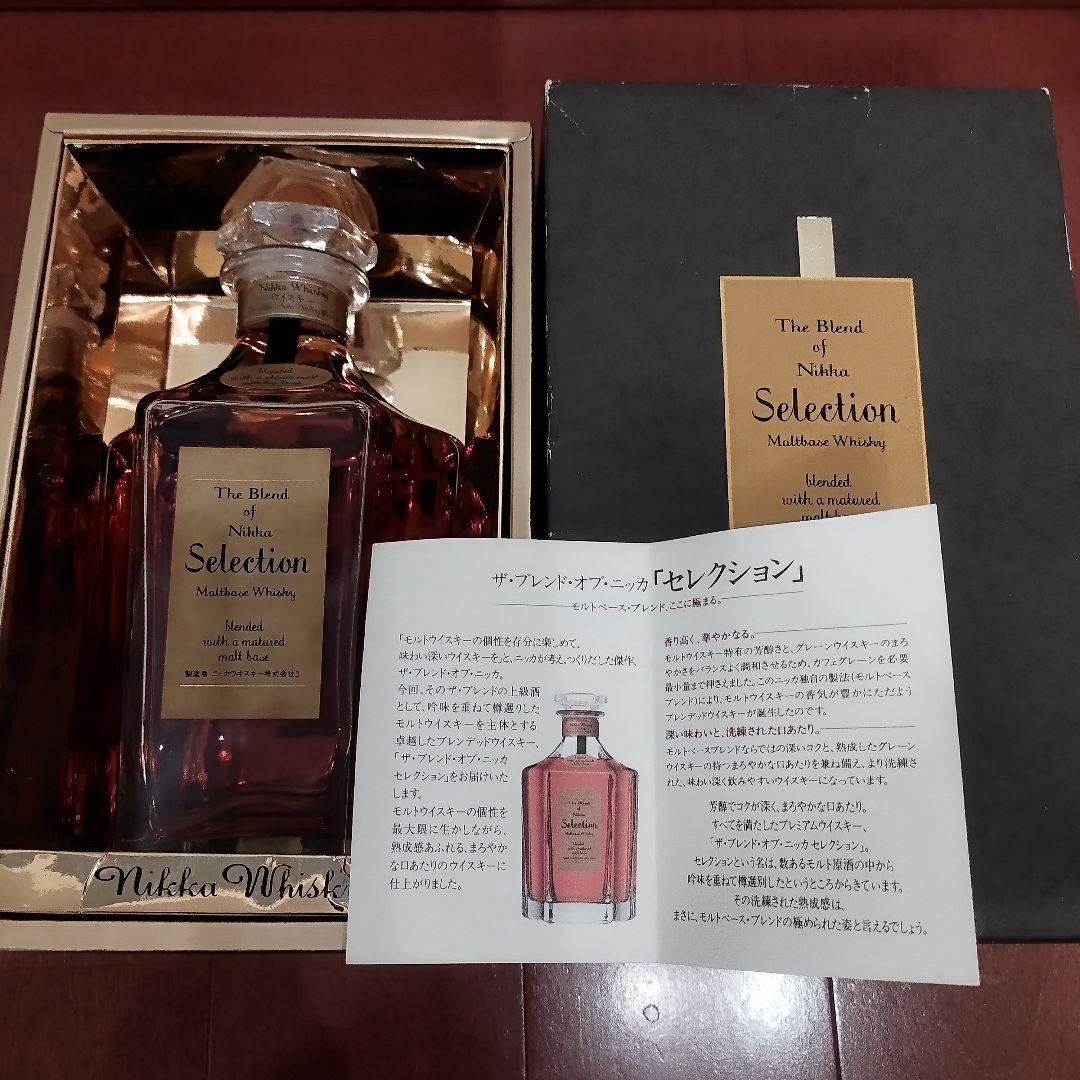 Nikka Whisky
ウイスキー
blended
with a choice malt
whisky base
The Blend
of
Nikka
Selection
Maltbase Whisky
blended
with a matured
malt base
製造者 ニッカウヰスキー株式会社3
Nikka Whisk
The Blend
of
Nikka
Selection
Maltbase Whisky
blended
with a matured
malt base
ザ・ブレンド・オブ・ニッカ「セレクション」
モルトベース・ブレンド、ここに極まる。
「モルトウイスキーの個性を存分に楽しめて、
味わい深いウイスキーを」と、ニッカが考え、つくりだした傑作、
ザ・ブレンド・オブ・ニッカ。
今回、そのザ・ブレンドの上級酒
として、吟味を重ねて樽選りした
モルトウイスキーを主体とする
卓越したブレンデッドウイスキー、
「ザ・ブレンド・オブ・ニッカ
セレクション」をお届けいた
します。
モルトウイスキーの個性を
最大限に生かしながら、
熟成感あふれる、まろやか
な口あたりのウイスキーに
仕上がりました。
The Blend
of
Nikka
Selection
Maltbase Whisky
香り高く、華やかなる。
モルトウイスキー特有の芳醇さと、グレーンウイスキーのまろ
やかさをバランスよく調和させるため、カフェグレーンを必要
最小量まで押さえました。このニッカ独自の製法(モルトベース
ブレンド)により、モルトウイスキーの香気が豊かにただよう
ブレンデッドウイスキーが誕生したのです。
深い味わいと、洗練された口あたり。
モルトベースブレンドならではの深いコクと、熟成したグレーン
ウイスキーの持つまろやかな口あたりを兼ね備え、より洗練さ
れた、味わい深く飲みやすいウイスキーになっています。
芳醇でコクが深く、まろやかな口あたり。
すべてを満たしたプレミアムウイスキー、
「ザ・ブレンド・オブ・ニッカ セレクション」。
セレクションという名は、数あるモルト原酒の中から
吟味を重ねて樽選別したというところからきています。
その洗練された熟成感は、
まさに、モルトベース・ブレンドの極められた姿と言えるでしょう。